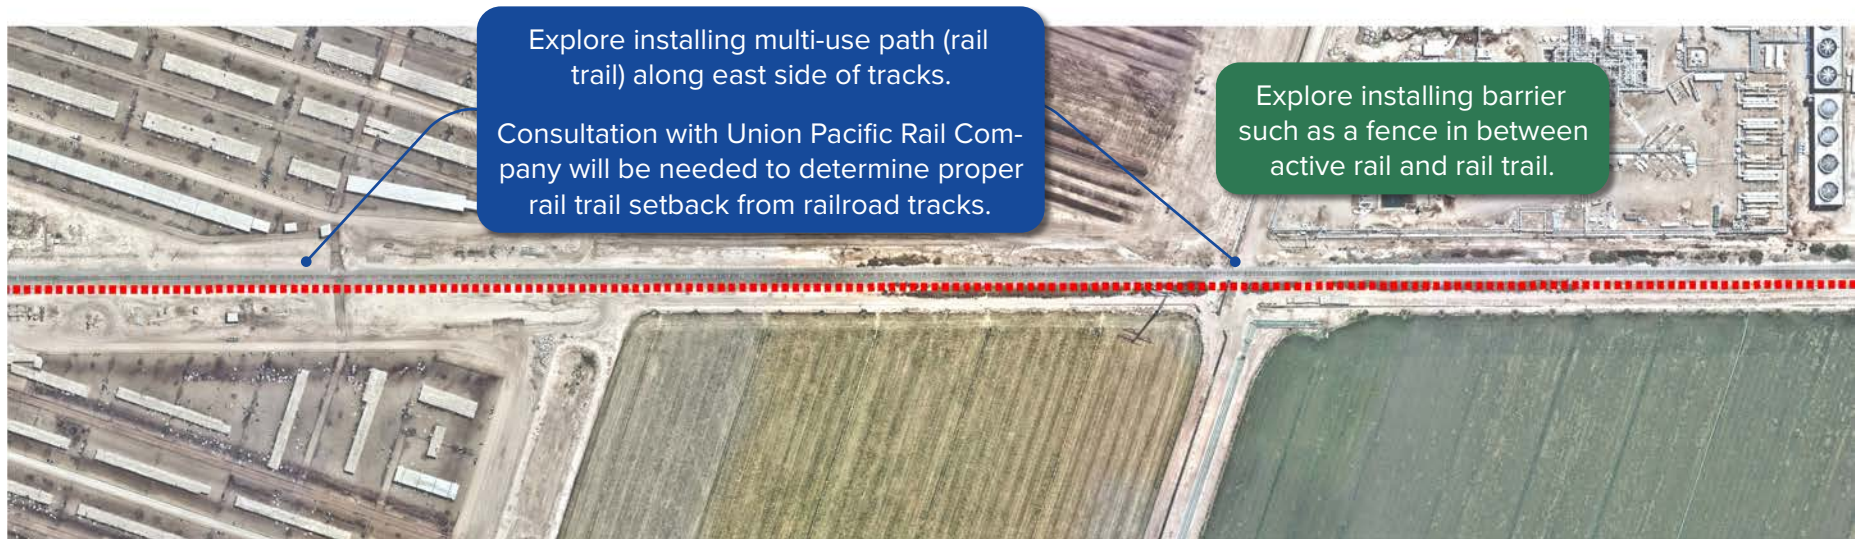 Explore installing multi-use path (rail
trail) along east side of tracks.
Consultation with Union Pacific Rail Com-
pany will be needed to determine proper
rail trail setback from railroad tracks.
Explore installing barrier
such as a fence in between
active rail and rail trail.